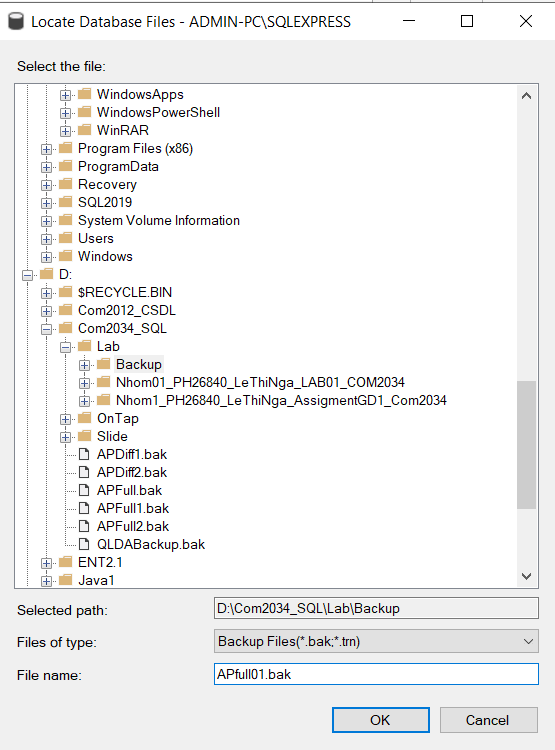 Locate Database Files - ADMIN-PC\SQLEXPRESS
Select the file:
WindowsApps
WindowsPowerShell
WinRAR
Program Files (x86)
ProgramData
Recovery
SQL2019
System Volume Information
Users
Windows
D:
$RECYCLE.BIN
Com2012_CSDL
Com2034_SQL
Lab
Backup
Nhom01_PH26840_LeThiNga_LAB01_COM2034
Nhom1_PH26840_LeThiNga_AssigmentGD1_Com2034
OnTap
Slide
APDiff1.bak
APDiff2.bak
APFull.bak
APFull1.bak
APFull2.bak
QLDABackup.bak
ENT2.1
Java1
Selected path: D:\Com2034_SQL\Lab\Backup
Files of type: Backup Files(*.bak;*.trn)
File name: APfull01.bak
OK Cancel